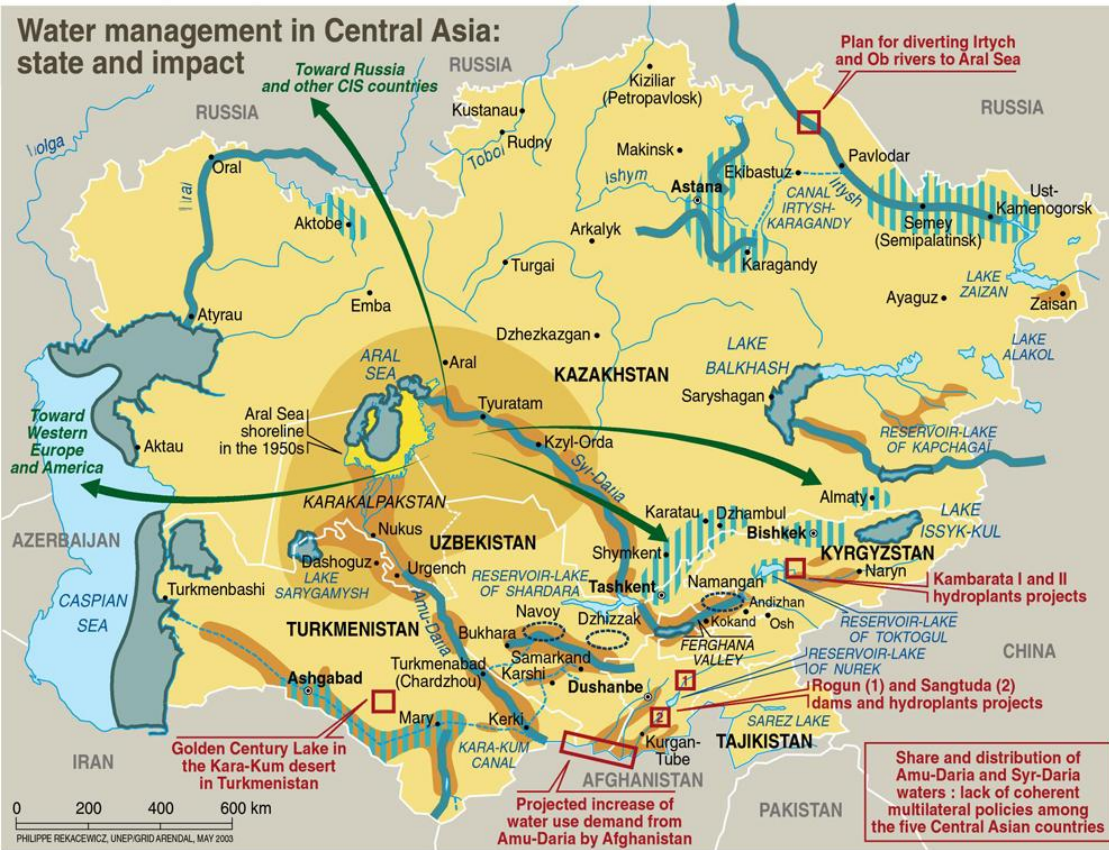 Water management in Central Asia:
state and impact
Toward Russia
and other CIS countries
RUSSIA
RUSSIA
RUSSIA
Plan for diverting Irtych
and Ob rivers to Aral Sea
Kiziliar
(Petropavlosk)
Kustanau
Rudny
Toboi
Makinsk
Ishym
Astana
Ekibastuz
Pavlodar
Irtysh
CANAL
IRTYSH-
KARAGANDY
Ust-
Kamenogorsk
Semey
(Semipalatinsk)
Oral
Aktobe
Arkalyk
Karagandy
Turgai
LAKE
ZAIZAN
Ayaguz
Zaisan
Emba
Atyrau
Dzhezkazgan
LAKE
ALAKOL
LAKE
BALKHASH
ARAL
SEA
Aral
KAZAKHSTAN
Saryshagan
Tyuratam
Aral Sea
shoreline
in the 1950s
Toward
Western
Europe
and America
Aktau
Kzyl-Orda
Syr-Daria
RESERVOIR-LAKE
OF KAPCHAGAÏ
Almaty
KARAKALPAKSTAN
Karatau
Dzhambul
Bishkek
LAKE
ISSYK-KUL
AZERBAIJAN
Nukus
UZBEKISTAN
Shymkent
KYRGYZSTAN
Dashoguz
Urgench
LAKE
SARYGAMYSH
RESERVOIR-LAKE
OF SHARDARA
Tashkent
Namangan
Naryn
Kambarata I and II
hydroplants projects
Turkmenbashi
CASPIAN
SEA
Amu-Daria
Navoy
Dzhizzak
Andizhan
Kokand
Osh
RESERVOIR-LAKE
OF TOKTOGUL
TURKMENISTAN
Bukhara
FERGHANA
VALLEY
CHINA
Samarkand
Karshi
RESERVOIR-LAKE
OF NUREK
Turkmenabad
(Chardzhou)
Ashgabad
Dushanbe
1
Rogun (1) and Sangtuda (2)
dams and hydroplants projects
Mary
Kerki
2
SAREZ LAKE
Kurgan-
Tube
TAJIKISTAN
Golden Century Lake in
the Kara-Kum desert
in Turkmenistan
KARA-KUM
CANAL
IRAN
AFGHANISTAN
PAKISTAN
Projected increase of
water use demand from
Amu-Daria by Afghanistan
Share and distribution of
Amu-Daria and Syr-Daria
waters : lack of coherent
multilateral policies among
the five Central Asian countries
0 200 400 600 km
PHILIPPE REKACEWICZ, UNEP/GRID ARENDAL, MAY 2003